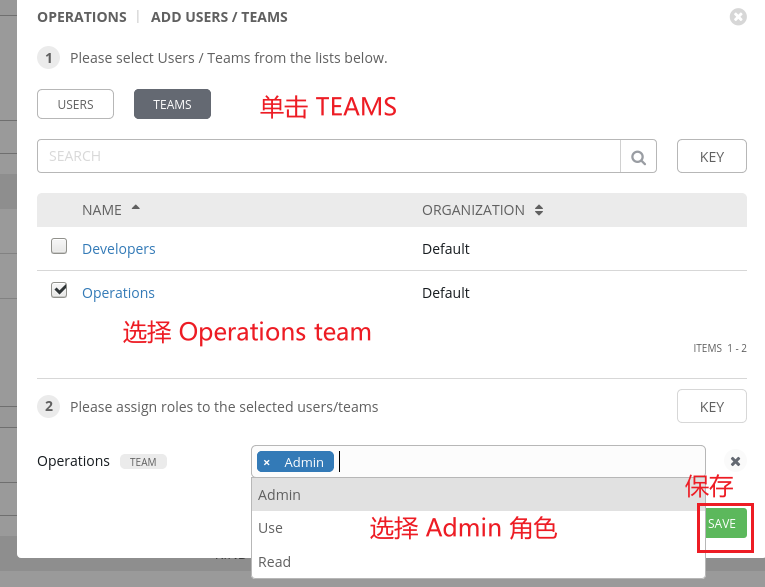 OPERATIONS | ADD USERS / TEAMS
1 Please select Users / Teams from the lists below.
USERS TEAMS 单击 TEAMS
SEARCH KEY
NAME ORGANIZATION
Developers Default
Operations Default
选择 Operations team
ITEMS 1 - 2
2 Please assign roles to the selected users/teams KEY
Operations TEAM × Admin
保存
Admin
SAVE
Use 选择 Admin 角色
Read